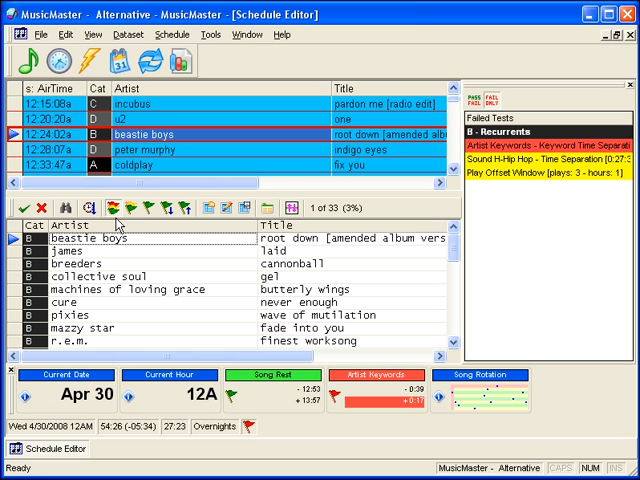 MusicMaster - Alternative - MusicMaster - [Schedule Editor]
File Edit View Dataset Schedule Tools Window Help
s: AirTime Cat Artist Title
12:15:08a C incubus pardon me [radio edit]
12:20:20a D u2 one
12:24:02a B beastie boys root down [amended albu
12:28:07a D peter murphy indigo eyes
12:33:47a A coldplay fix you
PASS FAIL FAIL ONLY
Failed Tests
B - Recurrents
Artist Keywords - Keyword Time Separati
Sound H-Hip Hop - Time Separation [0:27:3
Play Offset Window [plays: 3 - hours: 1]
1 of 33 (3%)
Cat Artist Title
B beastie boys root down [amended album vers
B james laid
B breeders cannonball
B collective soul gel
B machines of loving grace butterly wings
B cure never enough
B pixies wave of mutilation
B mazzy star fade into you
B r.e.m. finest worksong
Current Date Current Hour Song Rest Artist Keywords Song Rotation
Apr 30 12A - 12:53 - 0:39
+ 13:57 + 0:17
Wed 4/30/2008 12AM 54:26 (-05:34) 27:23 Overnights
Schedule Editor
Ready MusicMaster - Alternative CAPS NUM INS